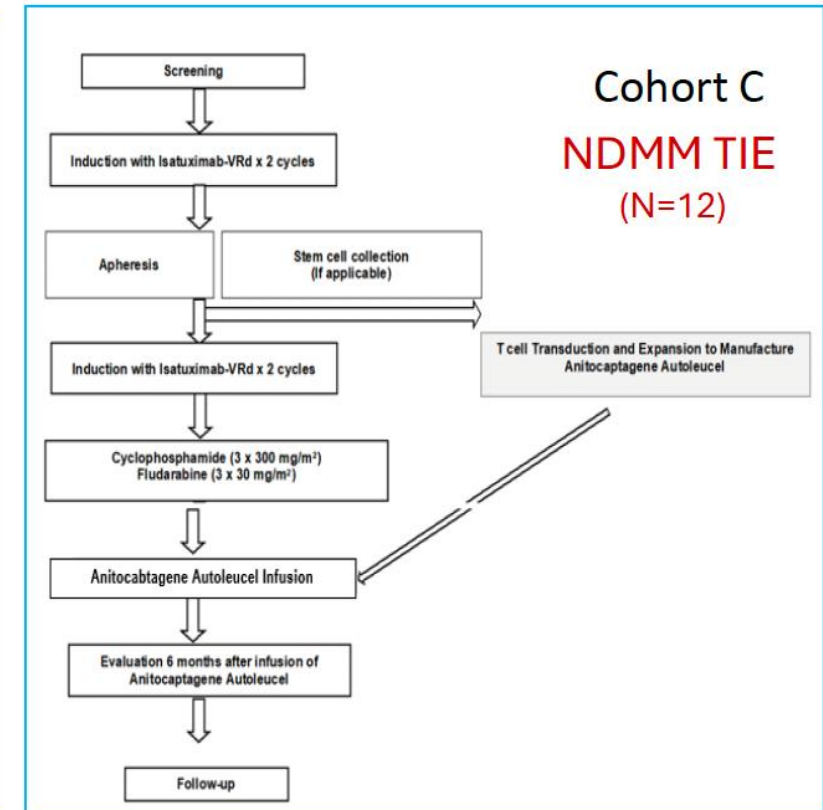 Screening
Cohort C
NDMM TIE
(N=12)
Induction with Isatuximab-VRd x 2 cycles
Apheresis
Stem cell collection
(If applicable)
T cell Transduction and Expansion to Manufacture
Anitocaptagene Autoleucel
Induction with Isatuximab-VRd x 2 cycles
Cyclophosphamide (3 x 300 mg/m²)
Fludarabine (3 x 30 mg/m²)
Anitocabtagene Autoleucel Infusion
Evaluation 6 months after infusion of
Anitocaptagene Autoleucel
Follow-up